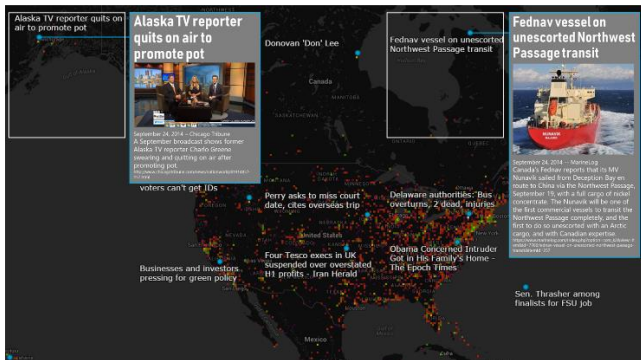 Alaska TV reporter quits on
air to promote pot
Alaska TV reporter
quits on air to
promote pot
September 24, 2014 — Chicago Tribune
A September broadcast shows former
Alaska TV reporter Charlo Greene
swearing and quitting on air after
promoting pot.
voters can't get IDs
Donovan 'Don' Lee
Canada
MANITOBA
SASKATCHEWAN
ONTARIO
Fednav vessel on unescorted
Northwest Passage transit
Fednav vessel on
unescorted Northwest
Passage transit
NUNAVIK
September 24, 2014 — MarineLog
Canada's Fednav reports that its MV
Nunavik sailed from Deception Bay en
route to China via the Northwest Passage,
September 19, with a full cargo of nickel
concentrate. The Nunavik will be one of
the first commercial vessels to transit
the Northwest Passage completely, and the
first to do so unescorted with an Arctic
cargo, and with Canadian expertise
Perry asks to miss court
date, cites overseas trip
Delaware authorities: Bus
overturns, 2 dead, injuries
United States
Businesses and investors
pressing for green policy
Four Tesco execs in UK
suspended over overstated
H1 profits - Iran Herald
Obama Concerned Intruder
Got in His Family's Home -
The Epoch Times
Sen. Thrasher among
finalists for FSU job
Mexico